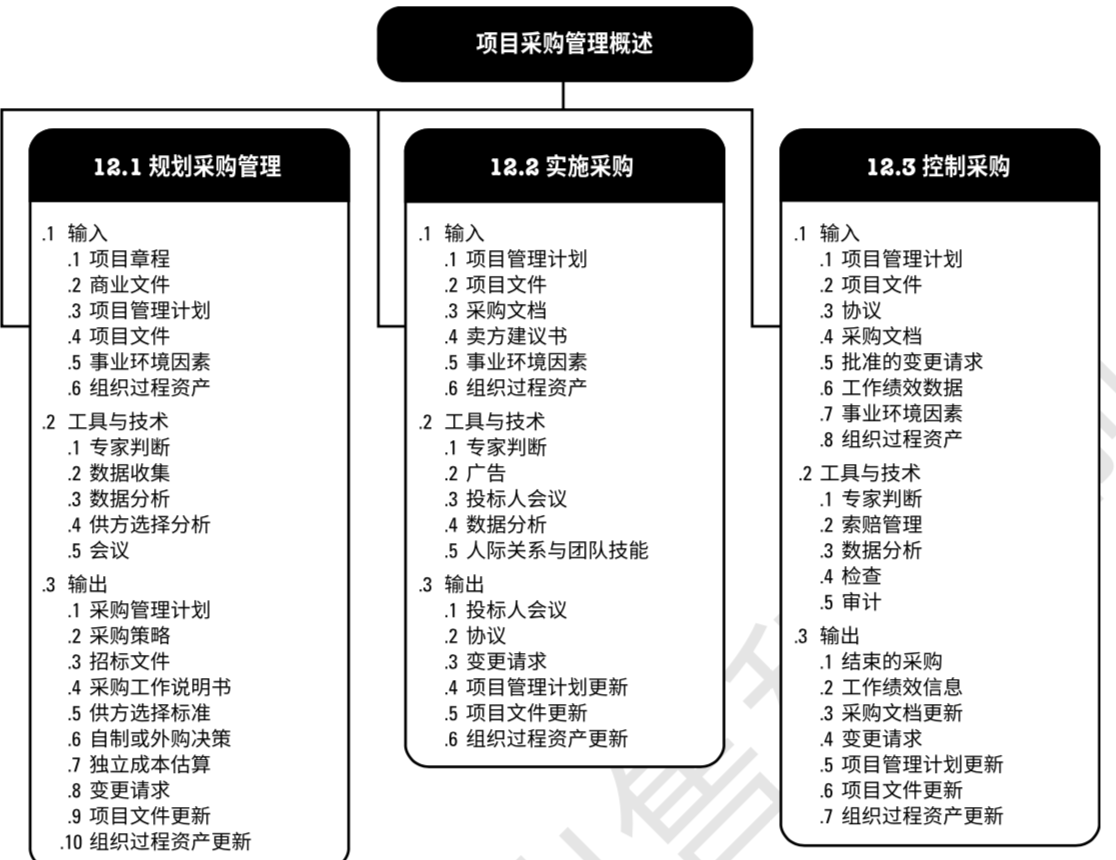 项目采购管理概述
12.1 规划采购管理
.1 输入
.1 项目章程
.2 商业文件
.3 项目管理计划
.4 项目文件
.5 事业环境因素
.6 组织过程资产
.2 工具与技术
.1 专家判断
.2 数据收集
.3 数据分析
.4 供方选择分析
.5 会议
.3 输出
.1 采购管理计划
.2 采购策略
.3 招标文件
.4 采购工作说明书
.5 供方选择标准
.6 自制或外购决策
.7 独立成本估算
.8 变更请求
.9 项目文件更新
.10 组织过程资产更新
12.2 实施采购
.1 输入
.1 项目管理计划
.2 项目文件
.3 采购文档
.4 卖方建议书
.5 事业环境因素
.6 组织过程资产
.2 工具与技术
.1 专家判断
.2 广告
.3 投标人会议
.4 数据分析
.5 人际关系与团队技能
.3 输出
.1 投标人会议
.2 协议
.3 变更请求
.4 项目管理计划更新
.5 项目文件更新
.6 组织过程资产更新
12.3 控制采购
.1 输入
.1 项目管理计划
.2 项目文件
.3 协议
.4 采购文档
.5 批准的变更请求
.6 工作绩效数据
.7 事业环境因素
.8 组织过程资产
.2 工具与技术
.1 专家判断
.2 索赔管理
.3 数据分析
.4 检查
.5 审计
.3 输出
.1 结束的采购
.2 工作绩效信息
.3 采购文档更新
.4 变更请求
.5 项目管理计划更新
.6 项目文件更新
.7 组织过程资产更新